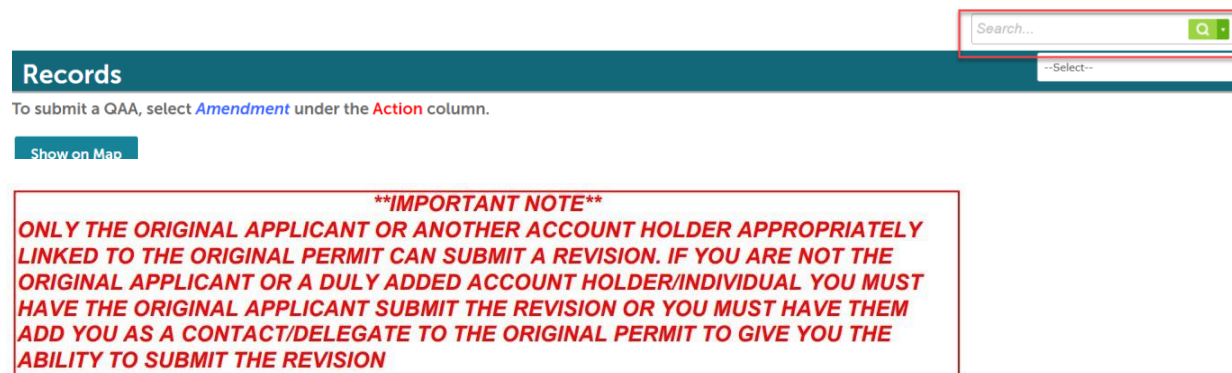 Search...
Records
--Select--
To submit a QAA, select Amendment under the Action column.
Show on Map
**IMPORTANT NOTE**
ONLY THE ORIGINAL APPLICANT OR ANOTHER ACCOUNT HOLDER APPROPRIATELY
LINKED TO THE ORIGINAL PERMIT CAN SUBMIT A REVISION. IF YOU ARE NOT THE
ORIGINAL APPLICANT OR A DULY ADDED ACCOUNT HOLDER/INDIVIDUAL YOU MUST
HAVE THE ORIGINAL APPLICANT SUBMIT THE REVISION OR YOU MUST HAVE THEM
ADD YOU AS A CONTACT/DELEGATE TO THE ORIGINAL PERMIT TO GIVE YOU THE
ABILITY TO SUBMIT THE REVISION